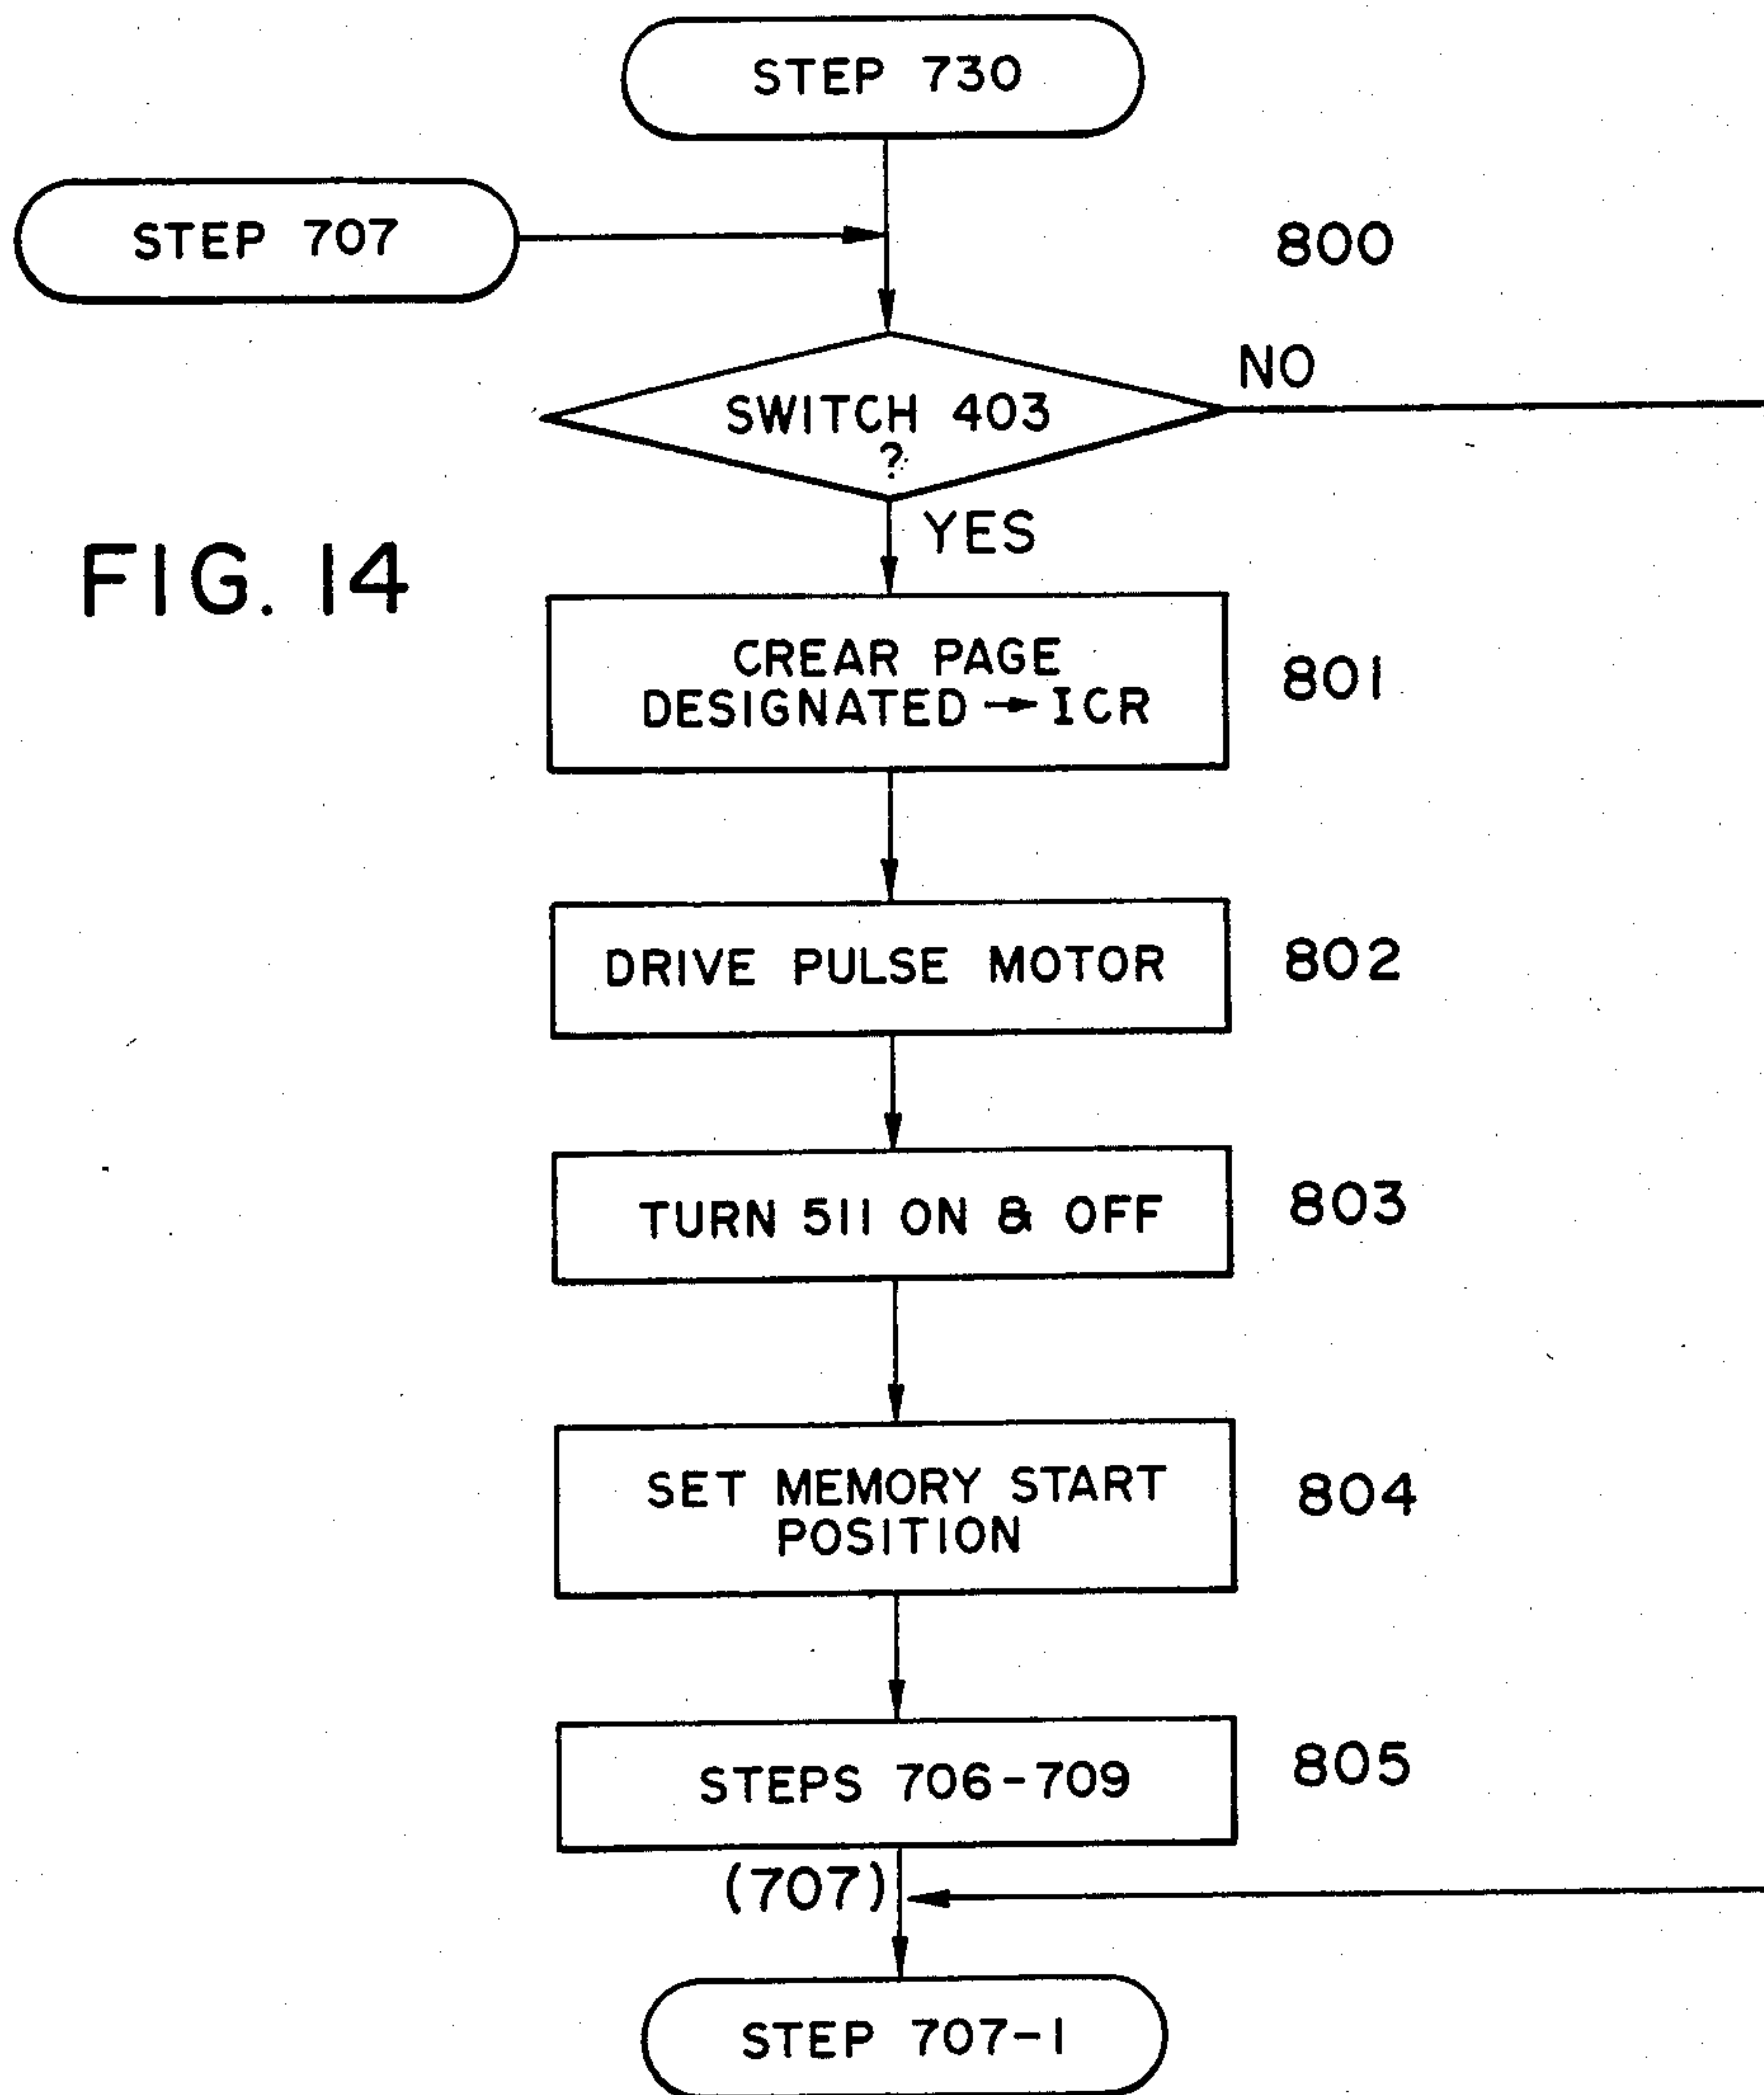 STEP 730
STEP 707
800
SWITCH 403
?
NO
YES
FIG. 14
CREAR PAGE
DESIGNATED → ICR
801
DRIVE PULSE MOTOR
802
TURN 511 ON & OFF
803
SET MEMORY START
POSITION
804
STEPS 706-709
805
(707)
STEP 707-1